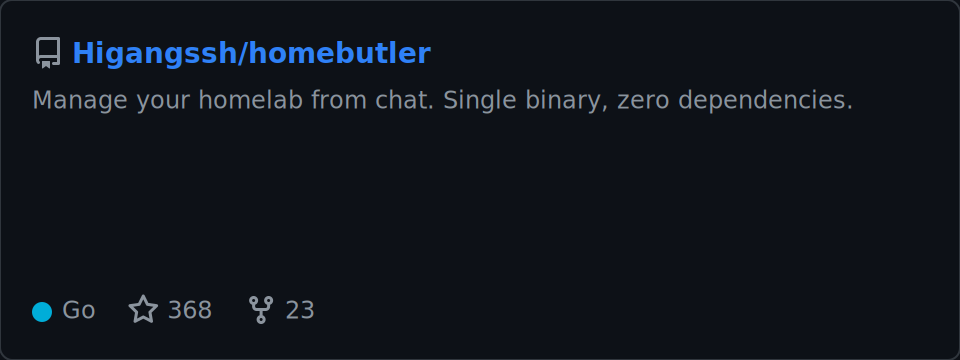 Higangssh/homebutler
Manage your homelab from chat. Single binary, zero dependencies.
Go 368 23